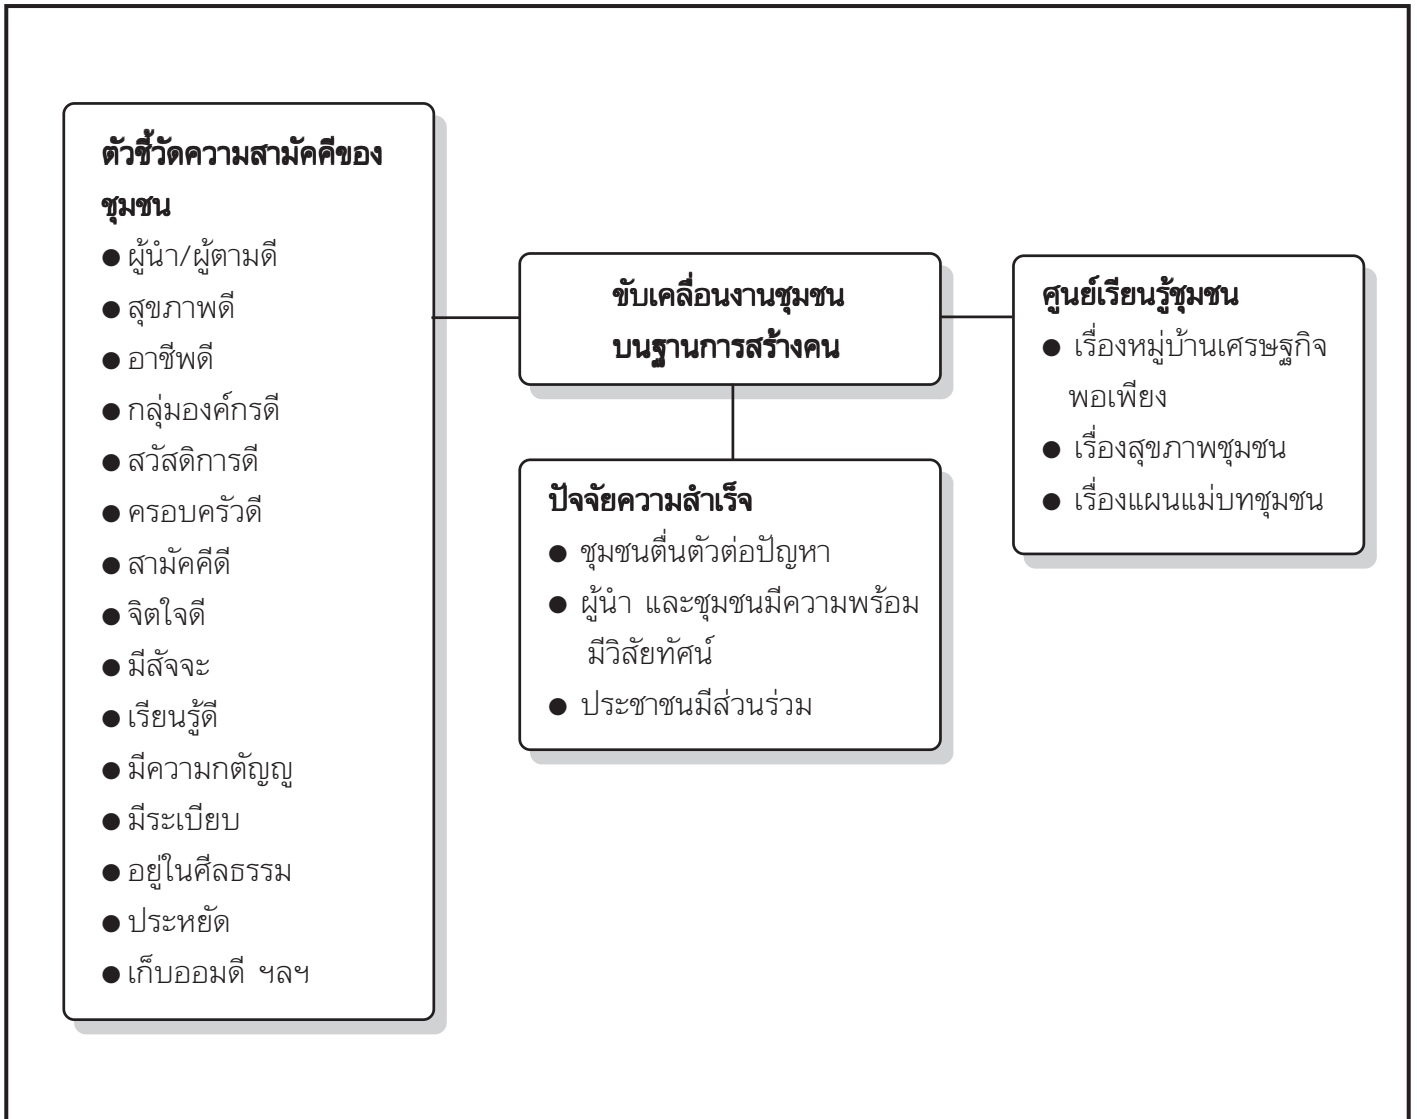 ตัวชี้วัดความสามัคคีของ
ชุมชน
● ผู้นำ/ผู้ตามดี
● สุขภาพดี
● อาชีพดี
● กลุ่มองค์กรดี
● สวัสดิการดี
● ครอบครัวดี
● สามัคคีดี
● จิตใจดี
● มีสัจจะ
● เรียนรู้ดี
● มีความกตัญญู
● มีระเบียบ
● อยู่ในศีลธรรม
● ประหยัด
● เก็บออมดี ฯลฯ
ขับเคลื่อนงานชุมชน
บนฐานการสร้างคน
ปัจจัยความสำเร็จ
● ชุมชนตื่นตัวต่อปัญหา
● ผู้นำ และชุมชนมีความพร้อม
มีวิสัยทัศน์
● ประชาชนมีส่วนร่วม
ศูนย์เรียนรู้ชุมชน
● เรื่องหมู่บ้านเศรษฐกิจ
พอเพียง
● เรื่องสุขภาพชุมชน
● เรื่องแผนแม่บทชุมชน